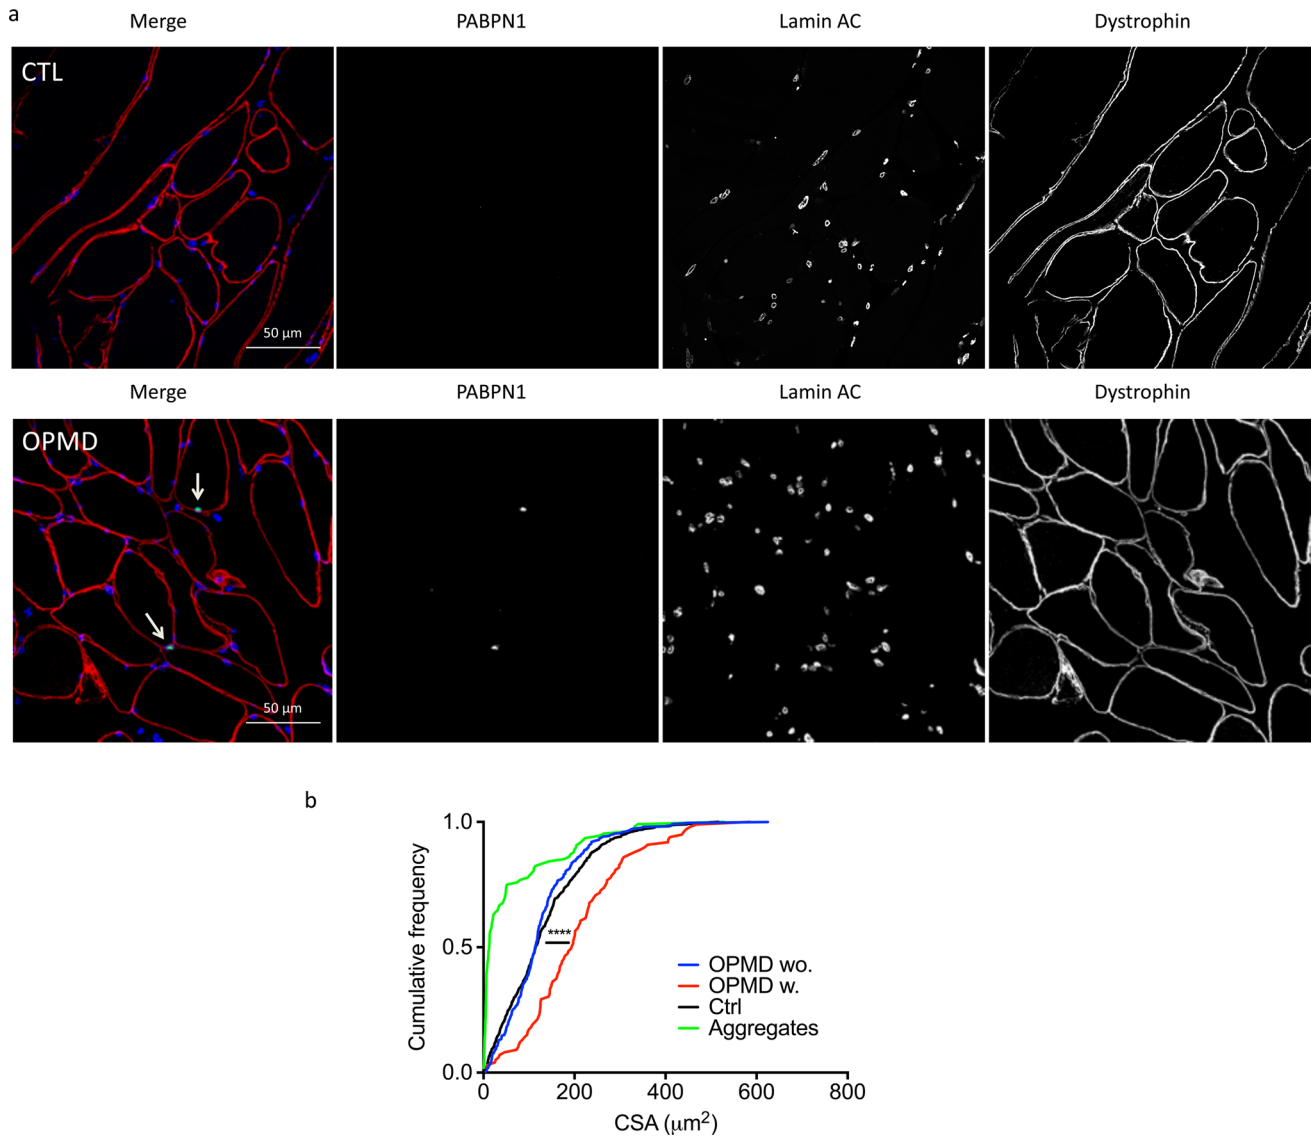 a
Merge PABPN1 Lamin AC Dystrophin
CTL
50 μm
Merge PABPN1 Lamin AC Dystrophin
OPMD
50 μm
b
1.0
0.5
0.0
Cumulative frequency
****
OPMD wo.
OPMD w.
Ctrl
Aggregates
0 200 400 600 800
CSA (μm²)